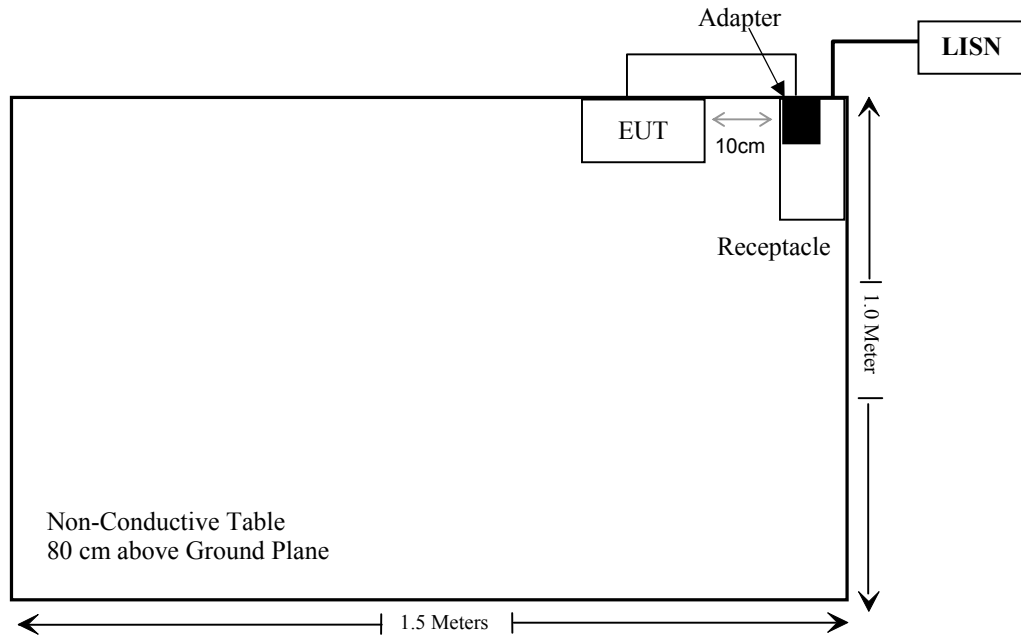 Adapter
LISN
EUT
10cm
Receptacle
1.0 Meter
Non-Conductive Table
80 cm above Ground Plane
1.5 Meters